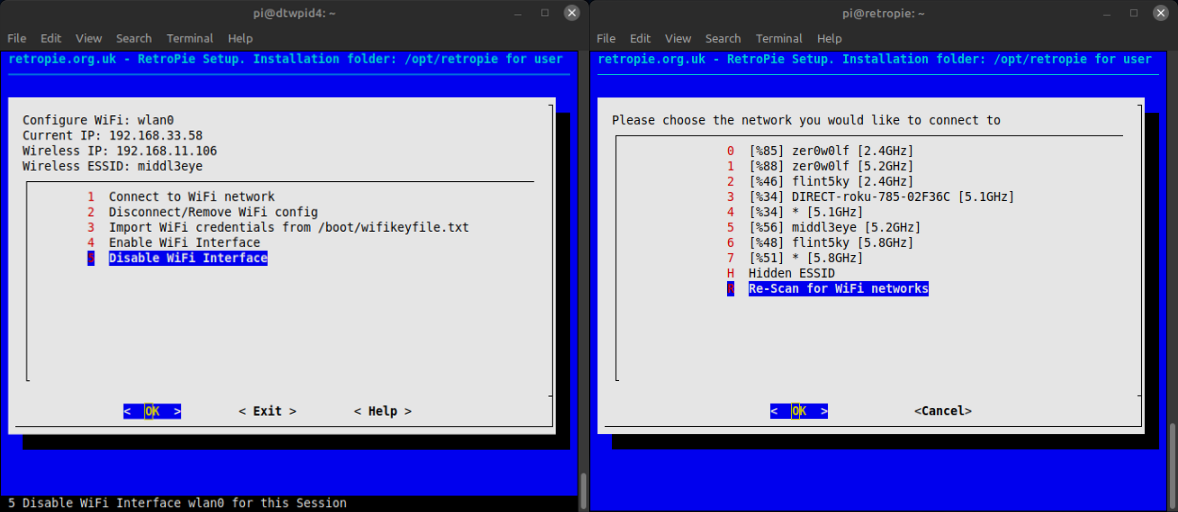 pi@dtwpid4: ~
File Edit View Search Terminal Help
retropie.org.uk - RetroPie Setup. Installation folder: /opt/retropie for user
Configure WiFi: wlan0
Current IP: 192.168.33.58
Wireless IP: 192.168.11.106
Wireless ESSID: middl3eye
1 Connect to WiFi network
2 Disconnect/Remove WiFi config
3 Import WiFi credentials from /boot/wifikeyfile.txt
4 Enable WiFi Interface
5 Disable WiFi Interface
< OK > < Exit > < Help >
5 Disable WiFi Interface wlan0 for this Session
pi@retropie: ~
File Edit View Search Terminal Help
retropie.org.uk - RetroPie Setup. Installation folder: /opt/retropie for user
Please choose the network you would like to connect to
0 [%85] zer0w0lf [2.4GHz]
1 [%88] zer0w0lf [5.2GHz]
2 [%46] flint5ky [2.4GHz]
3 [%34] DIRECT-roku-785-02F36C [5.1GHz]
4 [%34] * [5.1GHz]
5 [%56] middl3eye [5.2GHz]
6 [%48] flint5ky [5.8GHz]
7 [%51] * [5.8GHz]
H Hidden ESSID
R Re-Scan for WiFi networks
< OK > <Cancel>